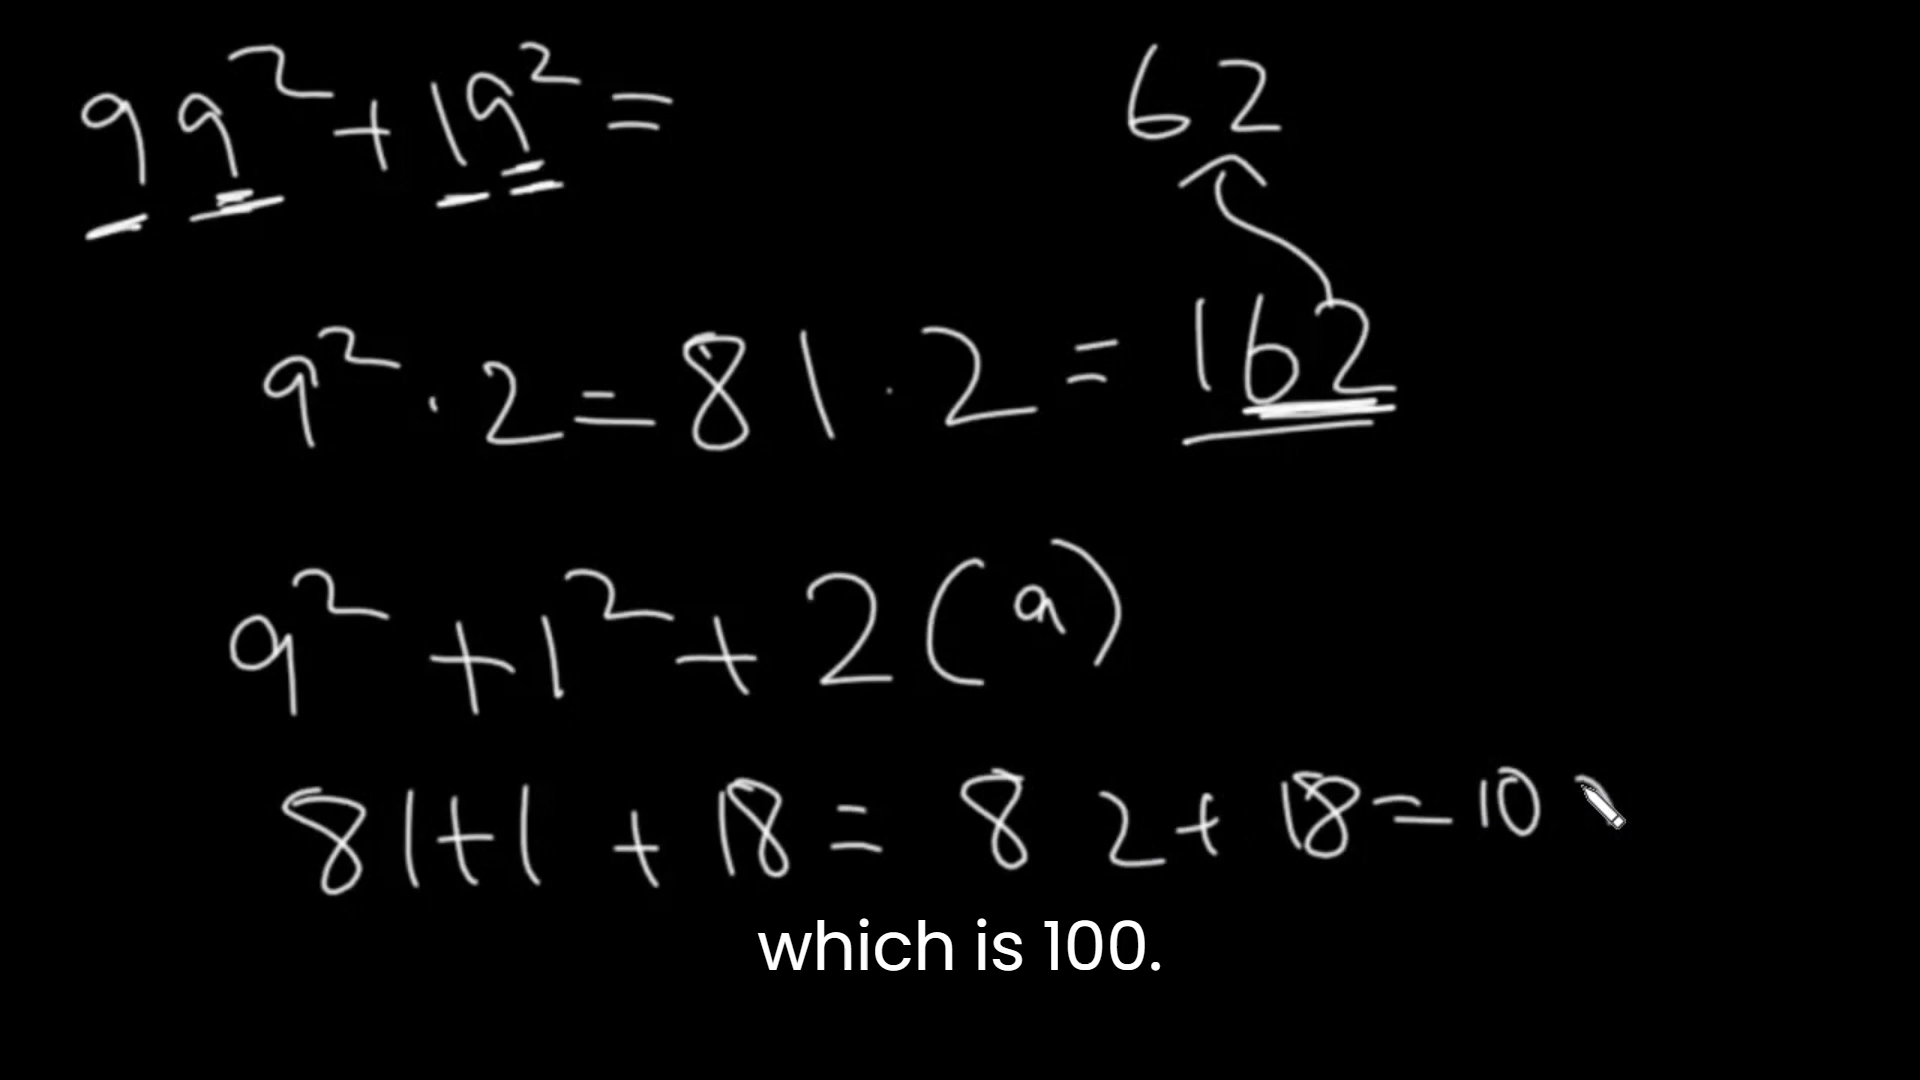 99² + 19² =
62
9² · 2 = 81 · 2 = 162
9² + 1² + 2(9)
81+1 + 18 = 82 + 18 = 10
which is 100.